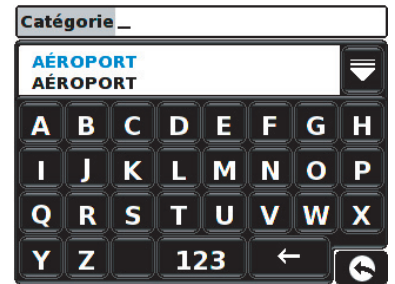 Catégorie _
AÉROPORT
AÉROPORT
A B C D E F G H
I J K L M N O P
Q R S T U V W X
Y Z 123 ←